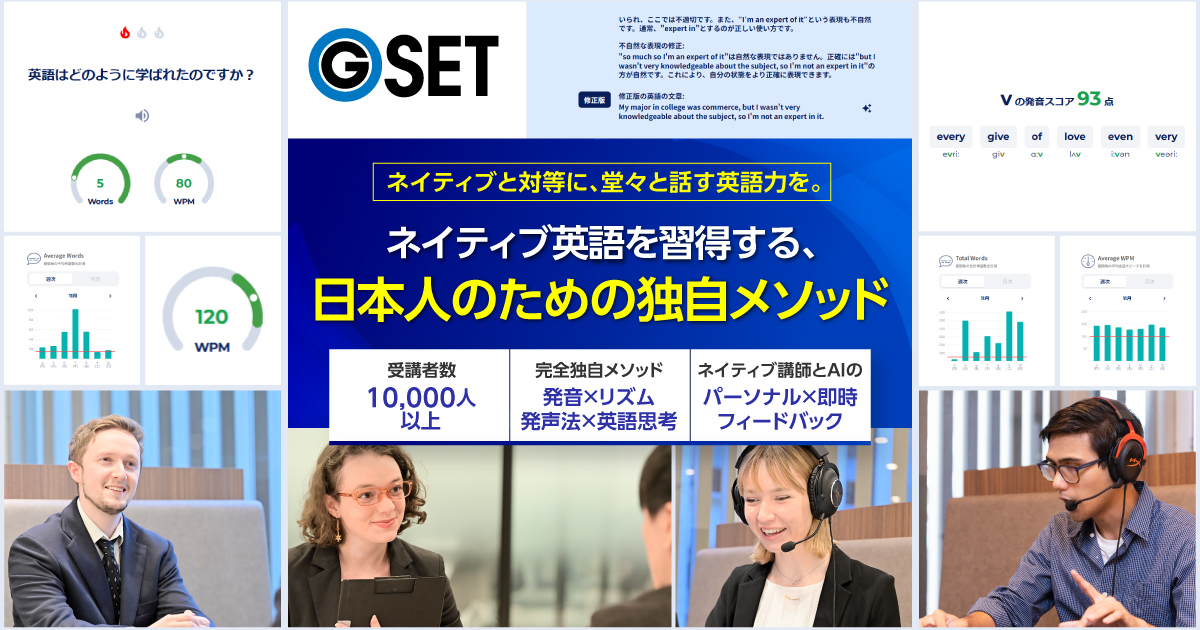 英語はどのように学ばれたのですか？
5
Words
80
WPM
Average Words
週次
11月
120
WPM
GSET
いられ、ここでは不適切です。また、"I'm an expert of it"という表現も不自然
です。通常、"expert in"とするのが正しい使い方です。
不自然な表現の修正:
"so much so I'm an expert of it"は自然な表現ではありません。正確には"but I
wasn't very knowledgeable about the subject, so I'm not an expert in it"の
方が自然です。これにより、自分の状態をより正確に表現できます。
修正版
修正版の英語の文章:
My major in college was commerce, but I wasn't very
knowledgeable about the subject, so I'm not an expert in it.
ネイティブと対等に、堂々と話す英語力を。
ネイティブ英語を習得する、
日本人のための独自メソッド
受講者数
10,000人
以上
完全独自メソッド
発音×リズム
発声法×英語思考
ネイティブ講師とAIの
パーソナル×即時
フィードバック
V の発音スコア 93 点
every give of love even very
evri: giv ɑ:v lʌv i:vən veəri:
Total Words
週次
11月
Average WPM
週次
11月